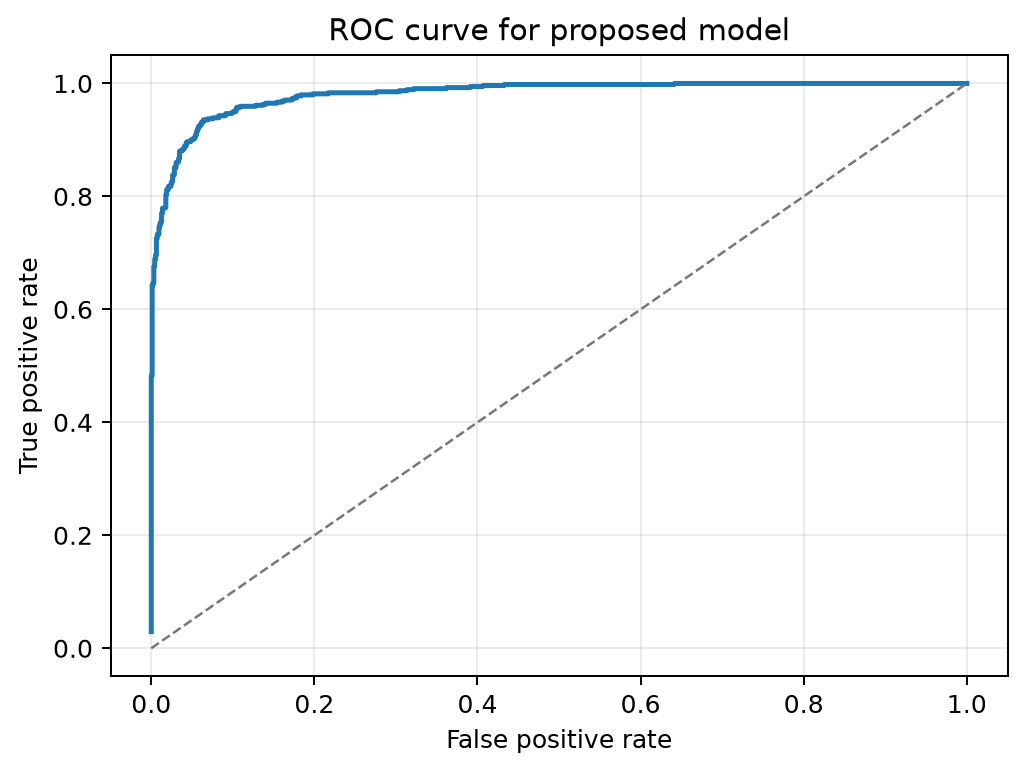 ROC curve for proposed model
True positive rate
1.0
0.8
0.6
0.4
0.2
0.0
0.0 0.2 0.4 0.6 0.8 1.0
False positive rate